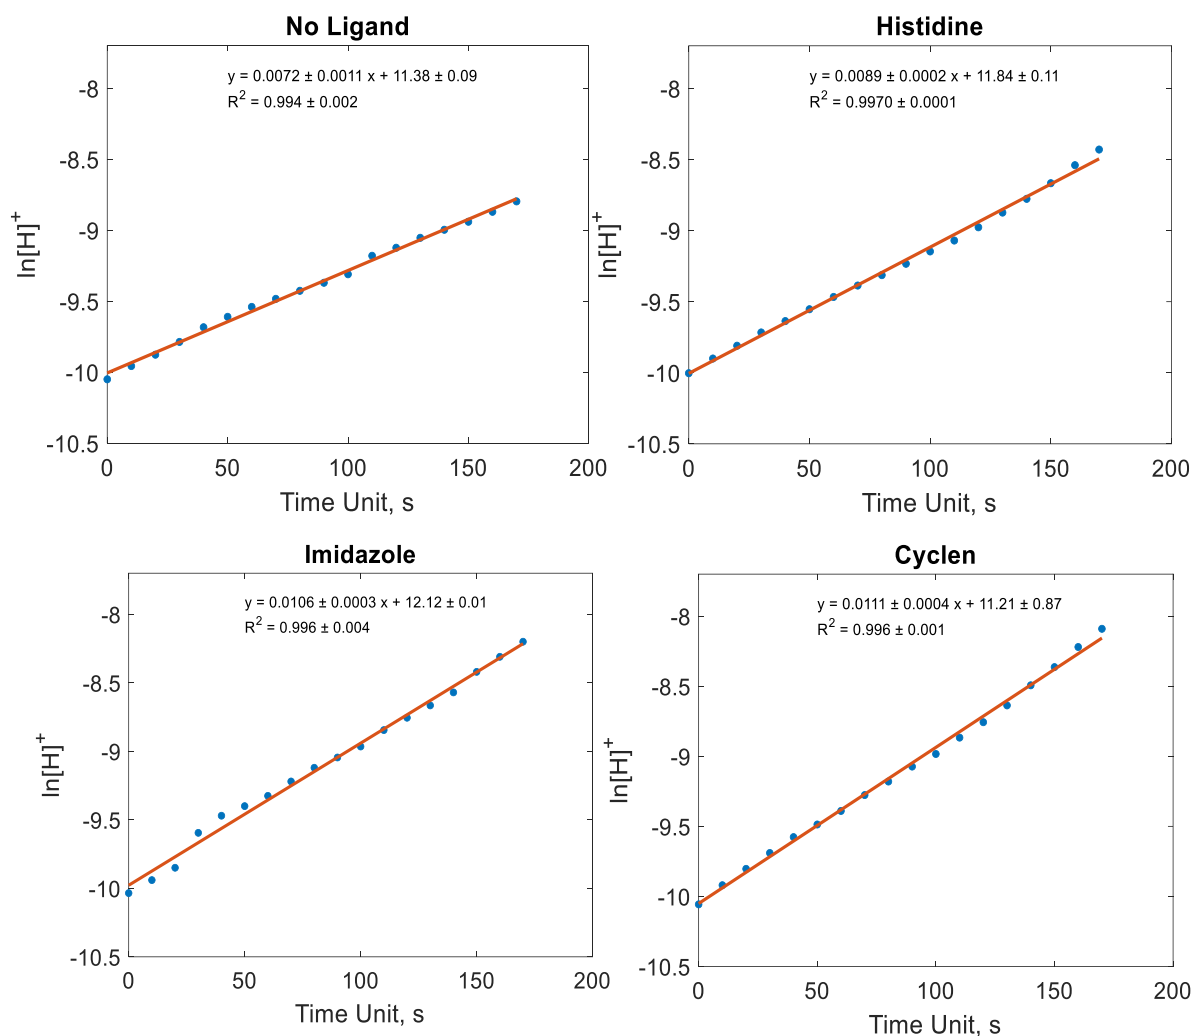 No Ligand
y = 0.0072 ± 0.0011 x + 11.38 ± 0.09
R² = 0.994 ± 0.002
-8
-8.5
-9
-9.5
-10
-10.5
ln[H]⁺
0 50 100 150 200
Time Unit, s
Histidine
y = 0.0089 ± 0.0002 x + 11.84 ± 0.11
R² = 0.9970 ± 0.0001
-8
-8.5
-9
-9.5
-10
-10.5
ln[H]⁺
0 50 100 150 200
Time Unit, s
Imidazole
y = 0.0106 ± 0.0003 x + 12.12 ± 0.01
R² = 0.996 ± 0.004
-8
-8.5
-9
-9.5
-10
-10.5
ln[H]⁺
0 50 100 150 200
Time Unit, s
Cyclen
y = 0.0111 ± 0.0004 x + 11.21 ± 0.87
R² = 0.996 ± 0.001
-8
-8.5
-9
-9.5
-10
-10.5
ln[H]⁺
0 50 100 150 200
Time Unit, s